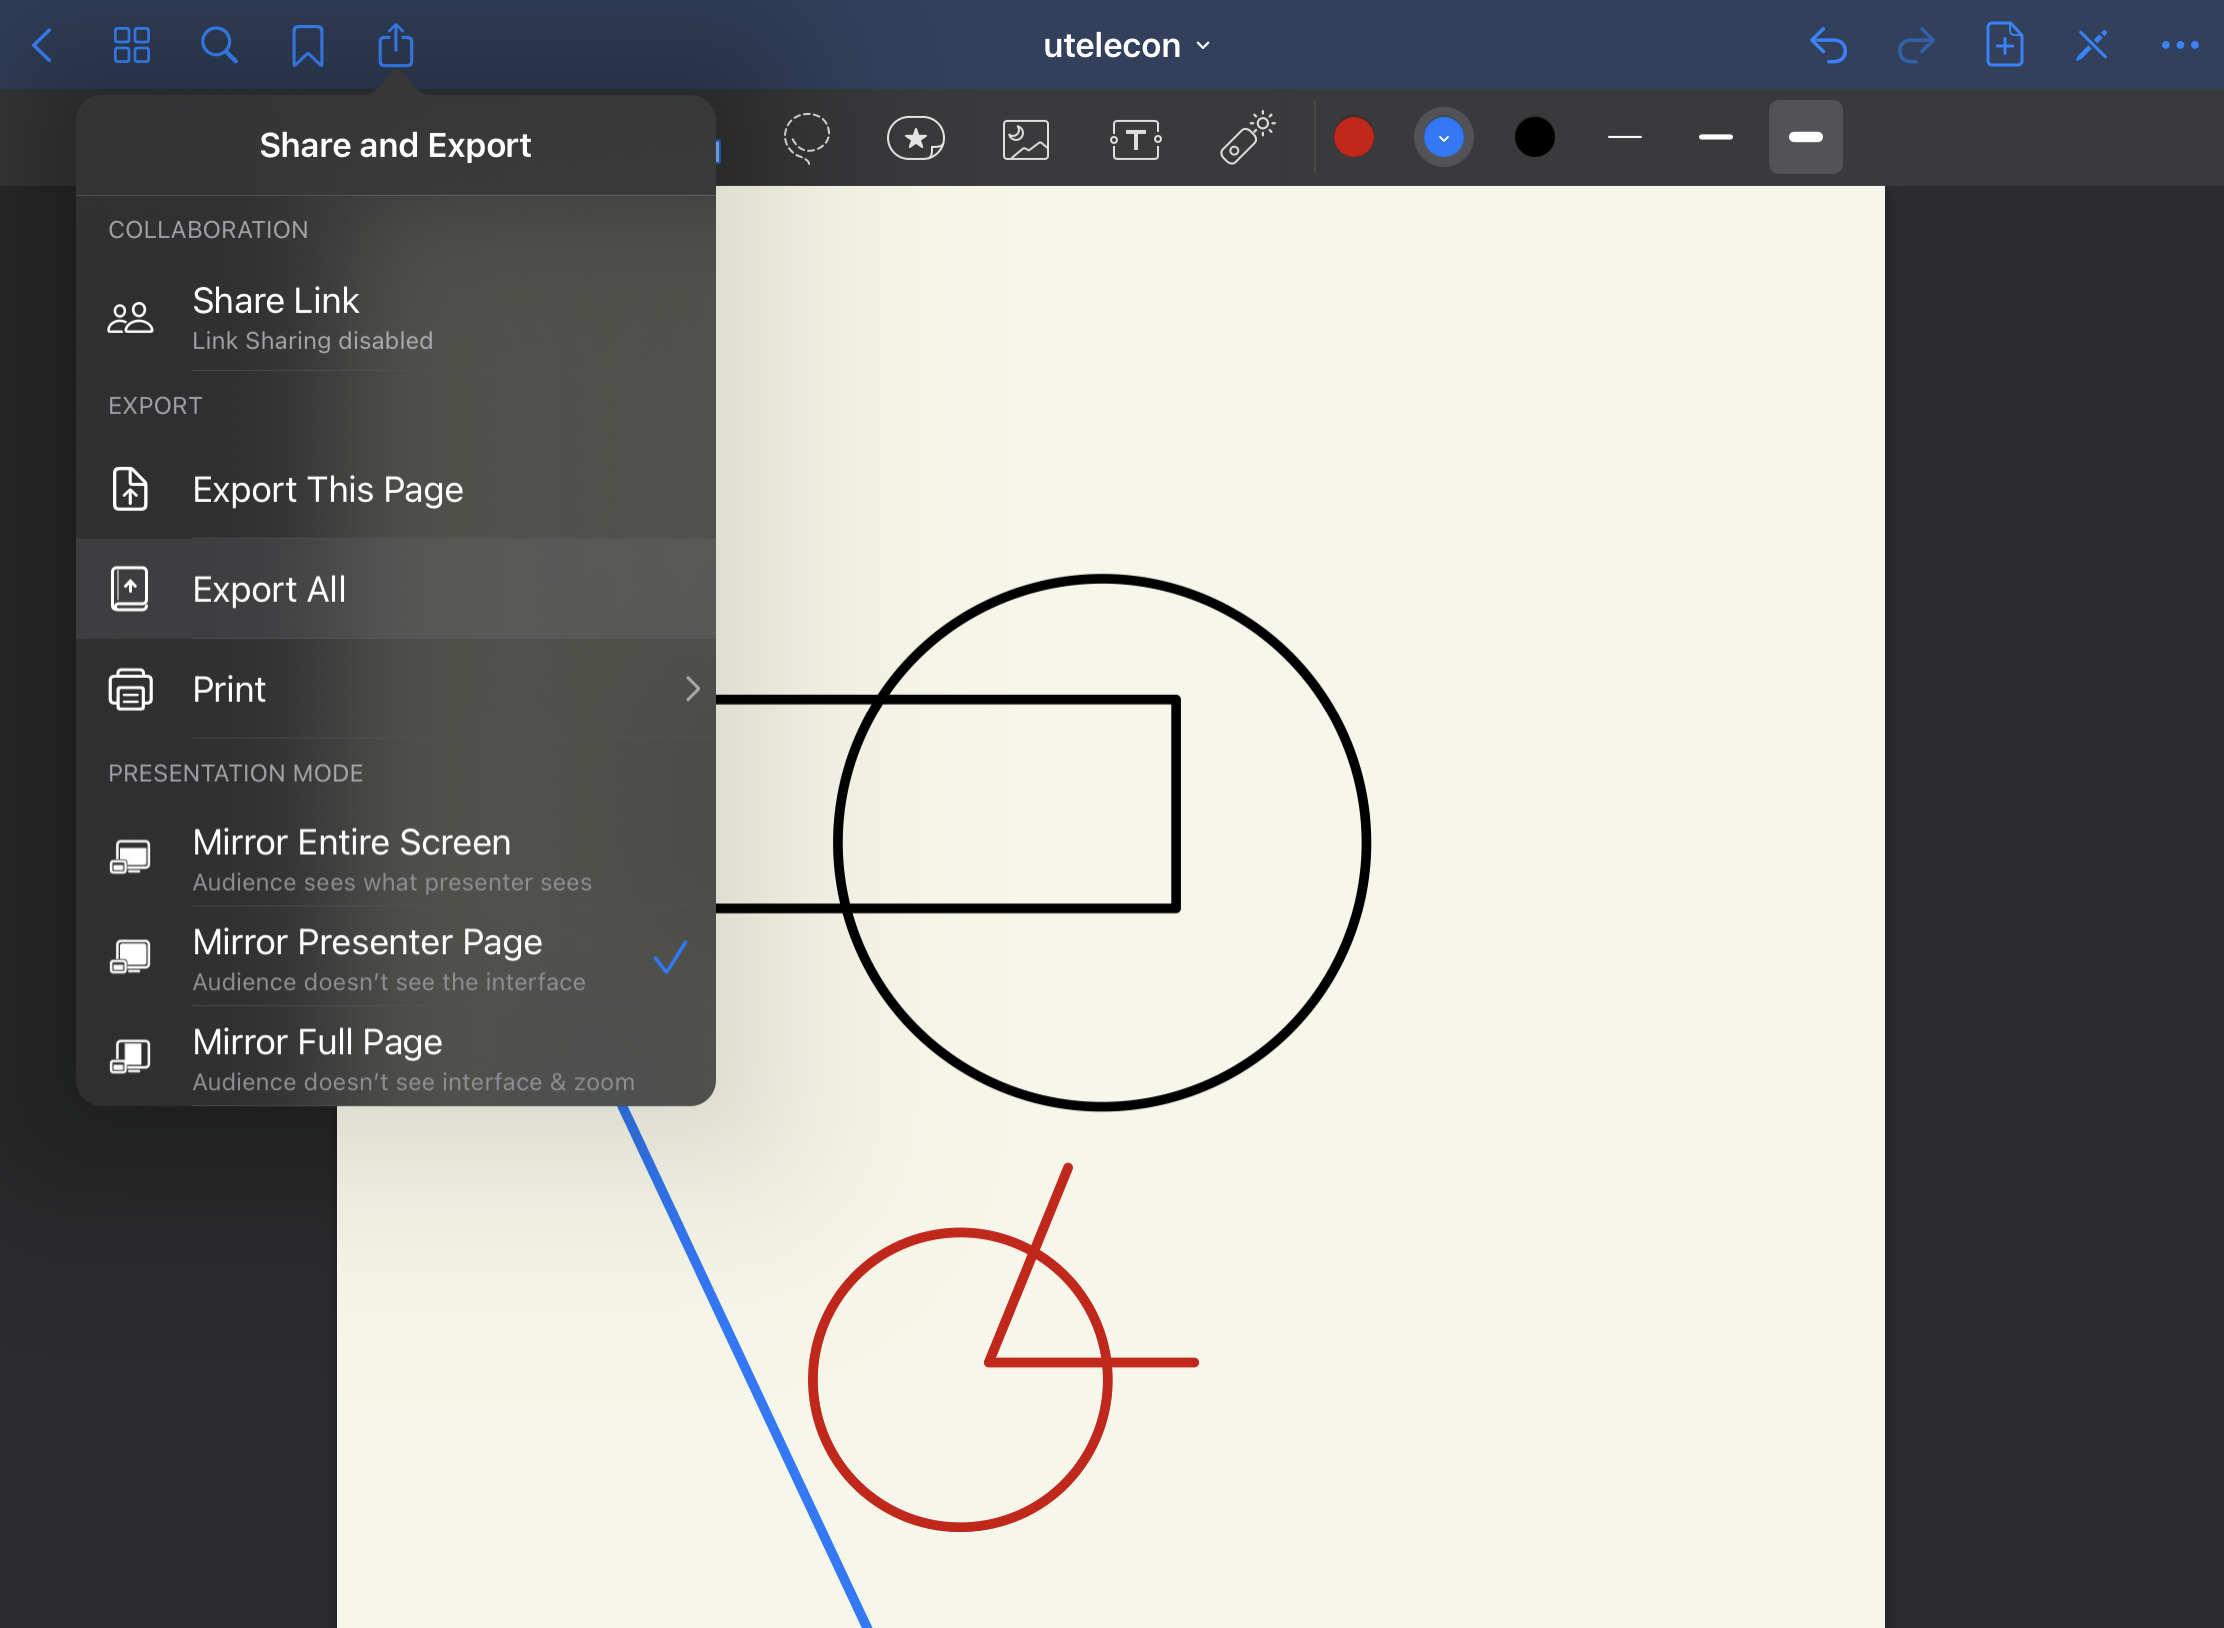 utelecon
Share and Export
COLLABORATION
Share Link
Link Sharing disabled
EXPORT
Export This Page
Export All
Print
PRESENTATION MODE
Mirror Entire Screen
Audience sees what presenter sees
Mirror Presenter Page
Audience doesn't see the interface
Mirror Full Page
Audience doesn't see interface & zoom
T